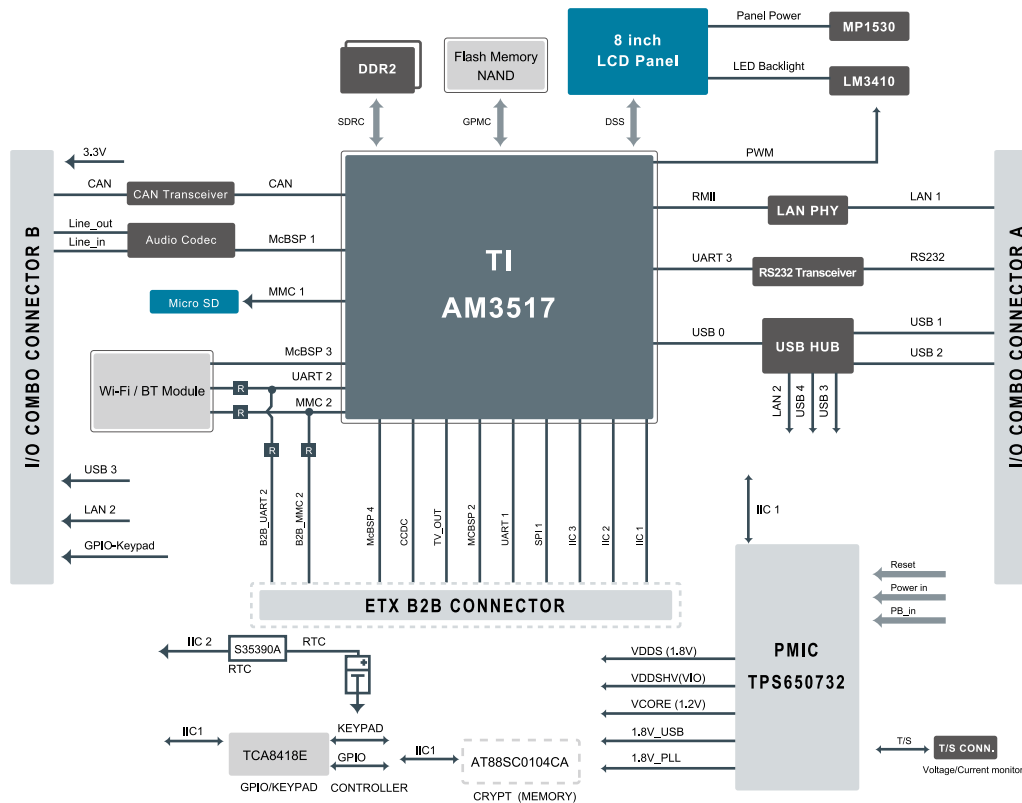 Panel Power
8 inch
LCD Panel
MP1530
DDR2
Flash Memory
NAND
LED Backlight
LM3410
SDRC
GPMC
DSS
3.3V
PWM
CAN
CAN Transceiver
CAN
RMII
LAN PHY
LAN 1
Line_out
Line_in
Audio Codec
McBSP 1
TI
AM3517
UART 3
RS232 Transceiver
RS232
Micro SD
MMC 1
USB 0
USB HUB
USB 1
USB 2
I/O COMBO CONNECTOR B
I/O COMBO CONNECTOR A
Wi-Fi / BT Module
McBSP 3
R
UART 2
R
MMC 2
LAN 2
USB 4
USB 3
R
R
USB 3
LAN 2
GPIO-Keypad
B2B_UART 2
B2B_MMC 2
McBSP 4
CCDC
TV_OUT
MCBSP 2
UART 1
SPI 1
IIC 3
IIC 2
IIC 1
IIC 1
ETX B2B CONNECTOR
Reset
Power in
PB_in
PMIC
TPS650732
IIC 2
S35390A
RTC
RTC
VDDS (1.8V)
VDDSHV(VIO)
VCORE (1.2V)
1.8V_USB
1.8V_PLL
IIC1
TCA8418E
KEYPAD
GPIO
GPIO/KEYPAD
CONTROLLER
IIC1
AT88SC0104CA
CRYPT (MEMORY)
T/S
T/S CONN.
Voltage/Current monitor